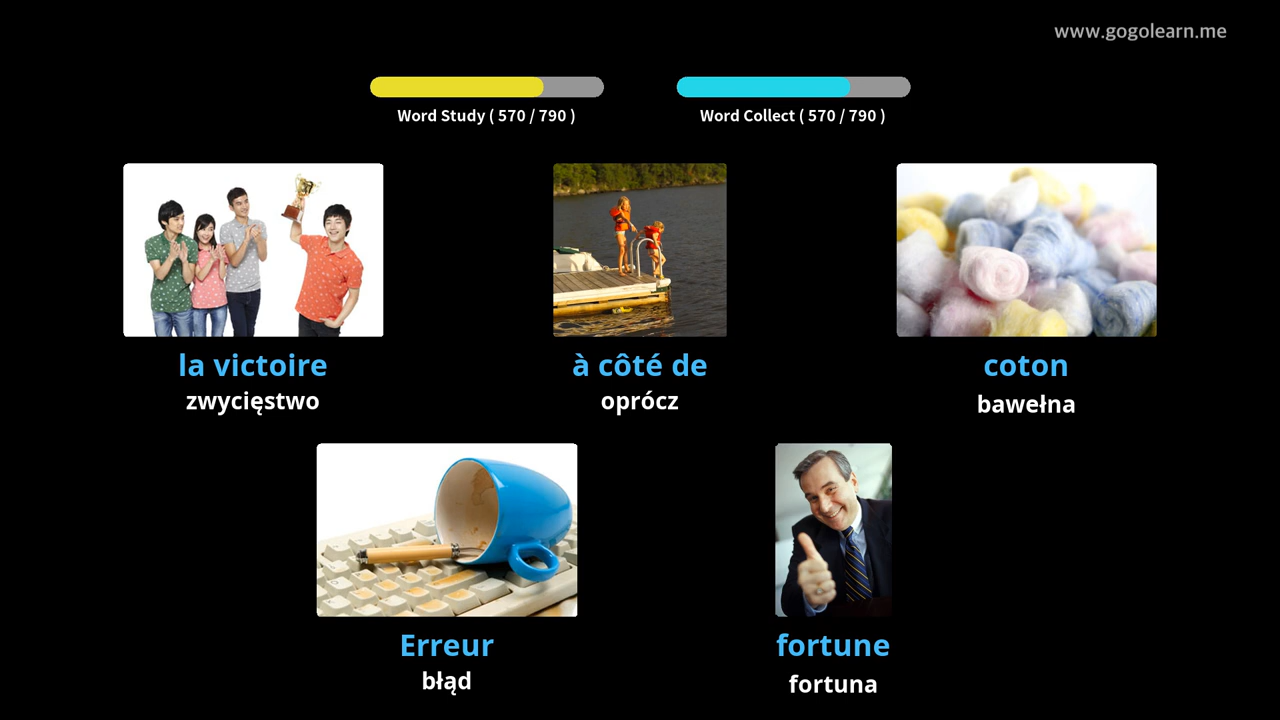 www.gogolearn.me
Word Study ( 570 / 790 )
Word Collect ( 570 / 790 )
la victoire
zwycięstwo
à côté de
oprócz
coton
bawełna
Erreur
błąd
fortune
fortuna